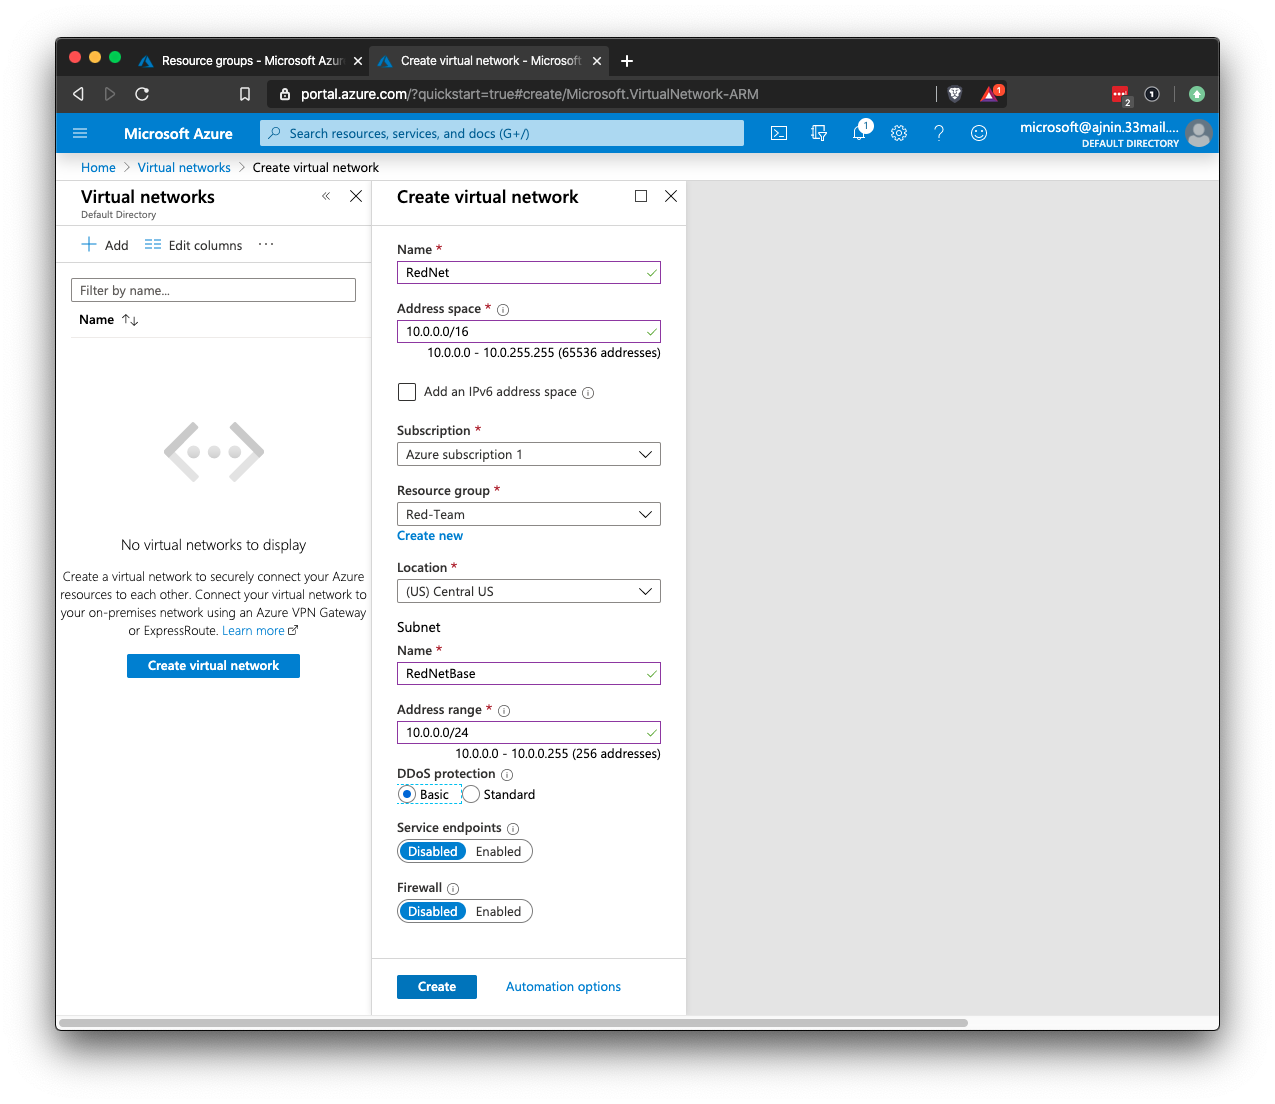 Resource groups - Microsoft Azur
Create virtual network - Microsoft
portal.azure.com/?quickstart=true#create/Microsoft.VirtualNetwork-ARM
1
2
1
Microsoft Azure
Search resources, services, and docs (G+/)
1
microsoft@ajnin.33mail....
DEFAULT DIRECTORY
Home > Virtual networks > Create virtual network
Virtual networks
Default Directory
Add
Edit columns
Filter by name...
Name
No virtual networks to display
Create a virtual network to securely connect your Azure
resources to each other. Connect your virtual network to
your on-premises network using an Azure VPN Gateway
or ExpressRoute. Learn more
Create virtual network
Create virtual network
Name *
RedNet
Address space *
10.0.0.0/16
10.0.0.0 - 10.0.255.255 (65536 addresses)
Add an IPv6 address space
Subscription *
Azure subscription 1
Resource group *
Red-Team
Create new
Location *
(US) Central US
Subnet
Name *
RedNetBase
Address range *
10.0.0.0/24
10.0.0.0 - 10.0.0.255 (256 addresses)
DDoS protection
Basic
Standard
Service endpoints
Disabled
Enabled
Firewall
Disabled
Enabled
Create
Automation options